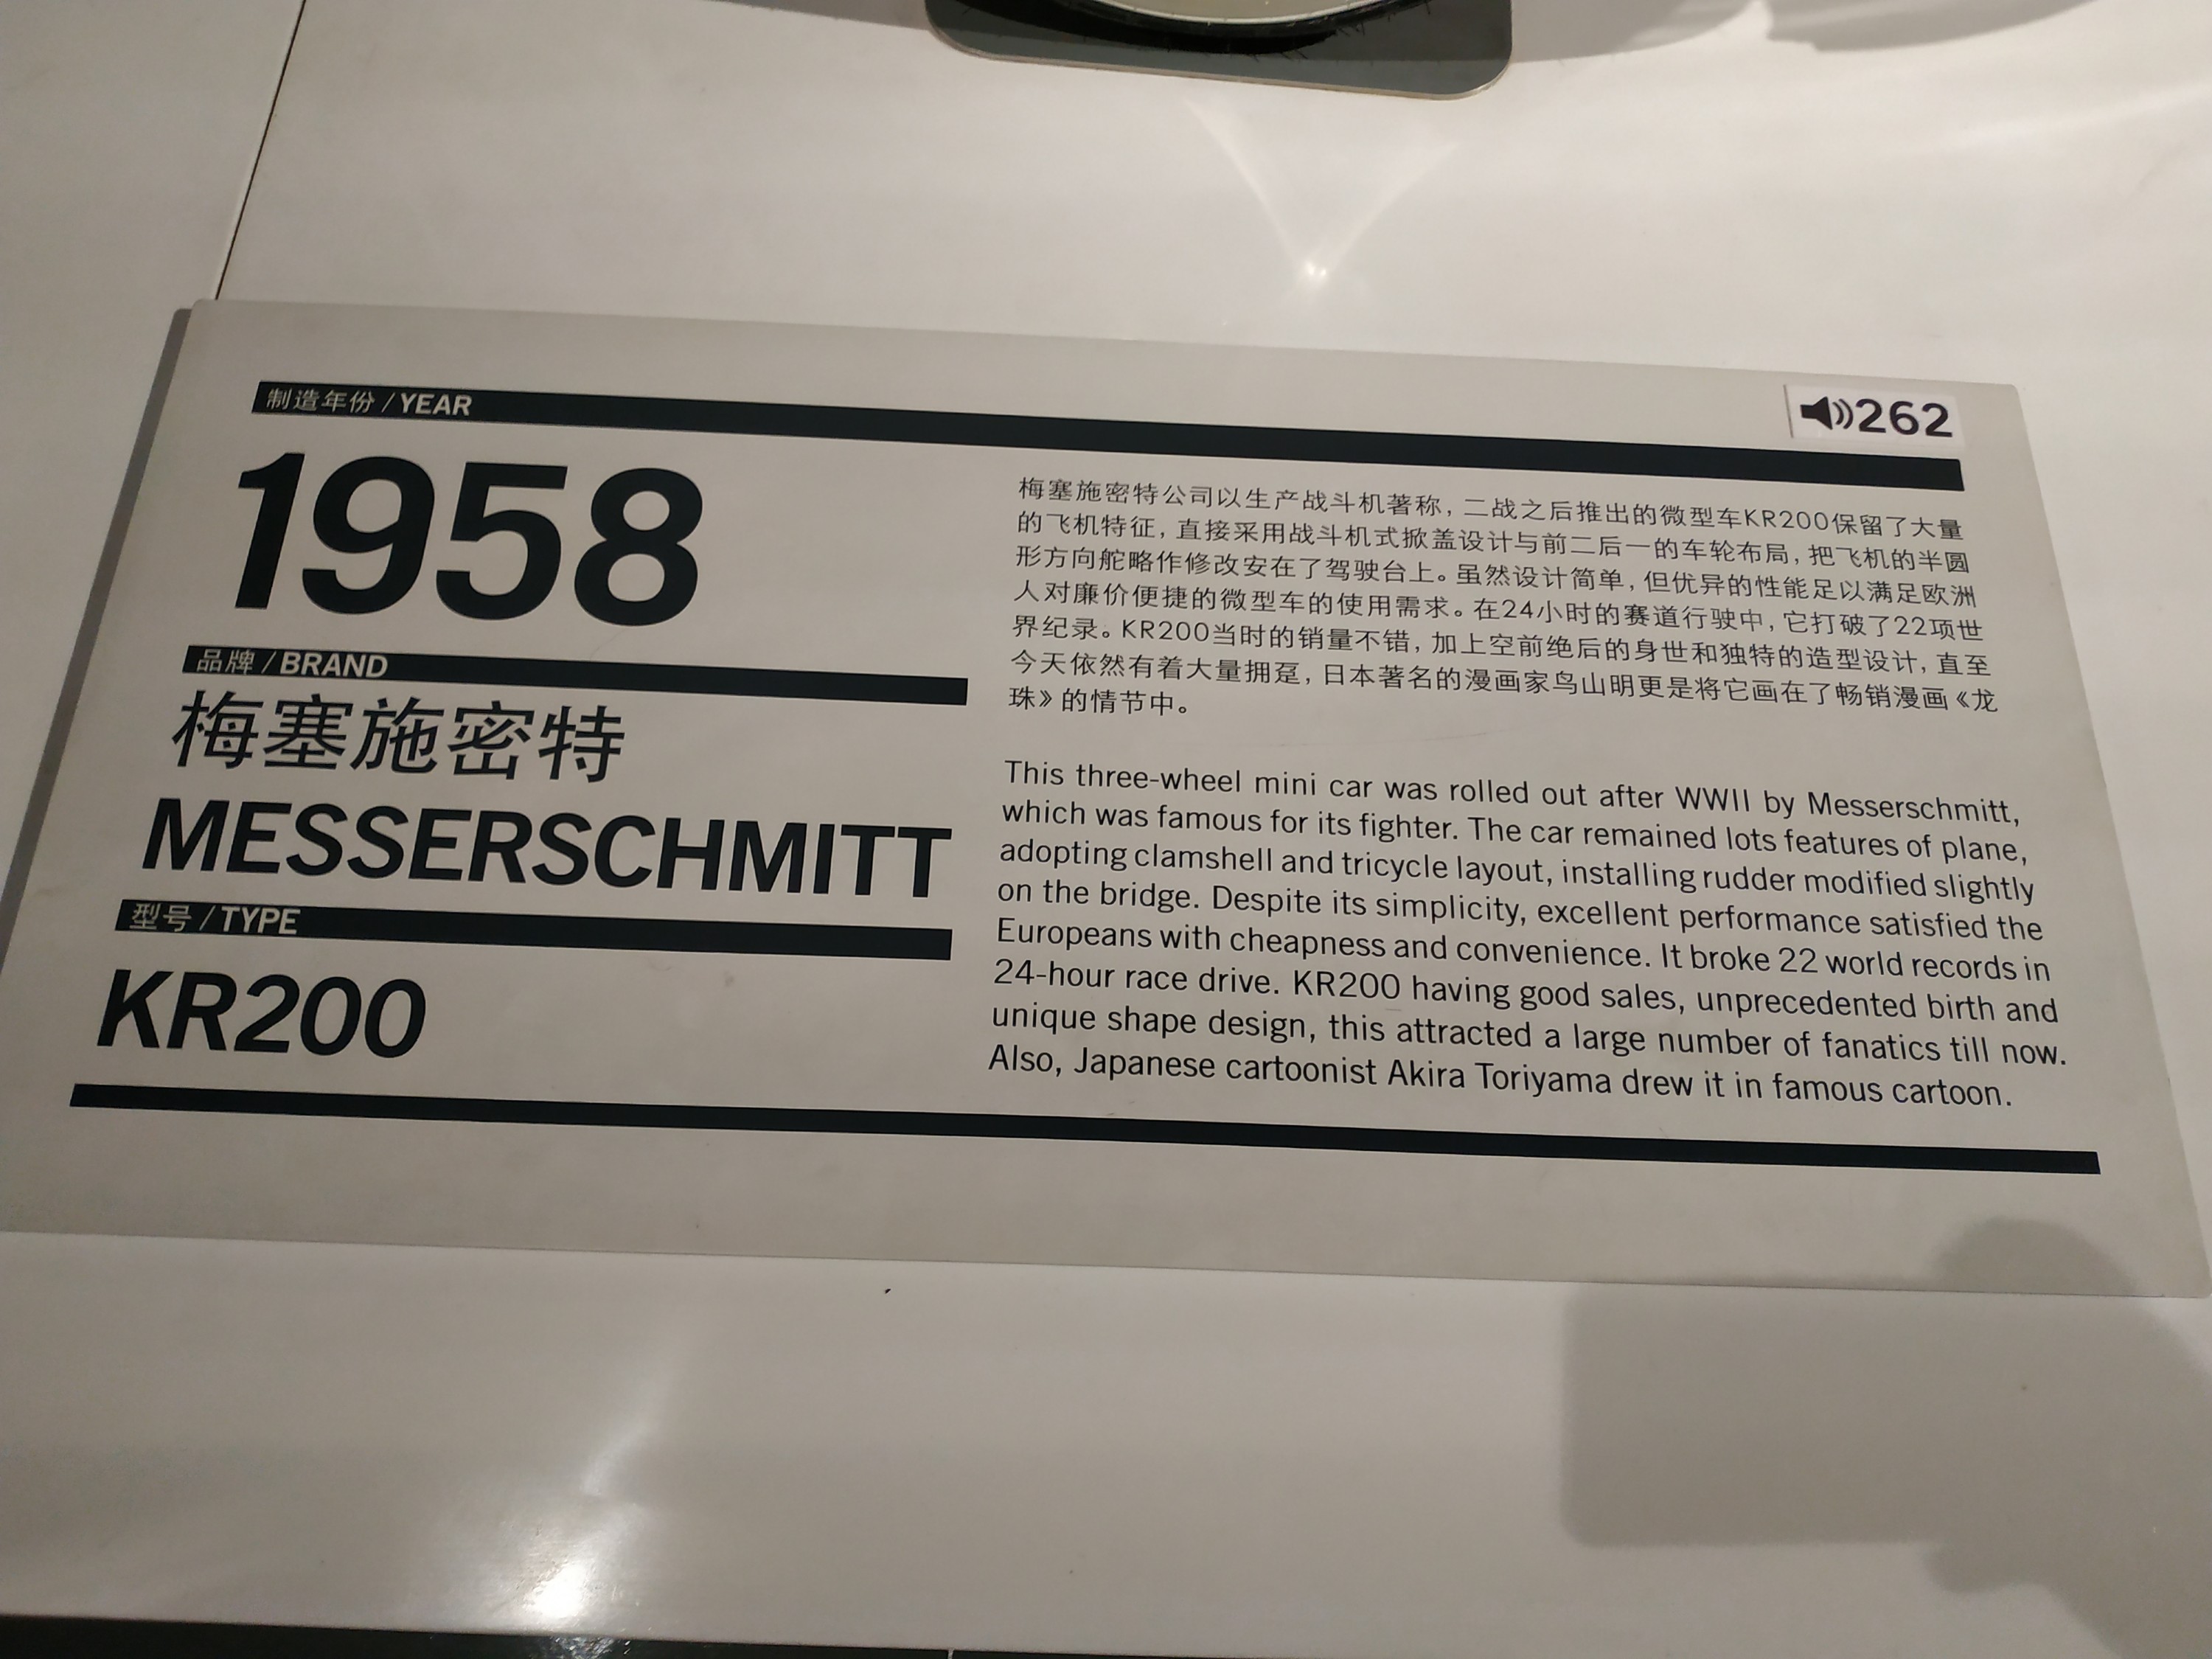 制造年份 / YEAR
262
1958
品牌 / BRAND
梅塞施密特
MESSERSCHMITT
型号 / TYPE
KR200
梅塞施密特公司以生产战斗机著称，二战之后推出的微型车KR200保留了大量
的飞机特征，直接采用战斗机式掀盖设计与前二后一的车轮布局，把飞机的半圆
形方向舵略作修改安在了驾驶台上。虽然设计简单，但优异的性能足以满足欧洲
人对廉价便捷的微型车的使用需求。在24小时的赛道行驶中，它打破了22项世
界纪录。KR200当时的销量不错，加上空前绝后的身世和独特的造型设计，直至
今天依然有着大量拥趸，日本著名的漫画家鸟山明更是将它画在了畅销漫画《龙
珠》的情节中。
This three-wheel mini car was rolled out after WWII by Messerschmitt,
which was famous for its fighter. The car remained lots features of plane,
adopting clamshell and tricycle layout, installing rudder modified slightly
on the bridge. Despite its simplicity, excellent performance satisfied the
Europeans with cheapness and convenience. It broke 22 world records in
24-hour race drive. KR200 having good sales, unprecedented birth and
unique shape design, this attracted a large number of fanatics till now.
Also, Japanese cartoonist Akira Toriyama drew it in famous cartoon.